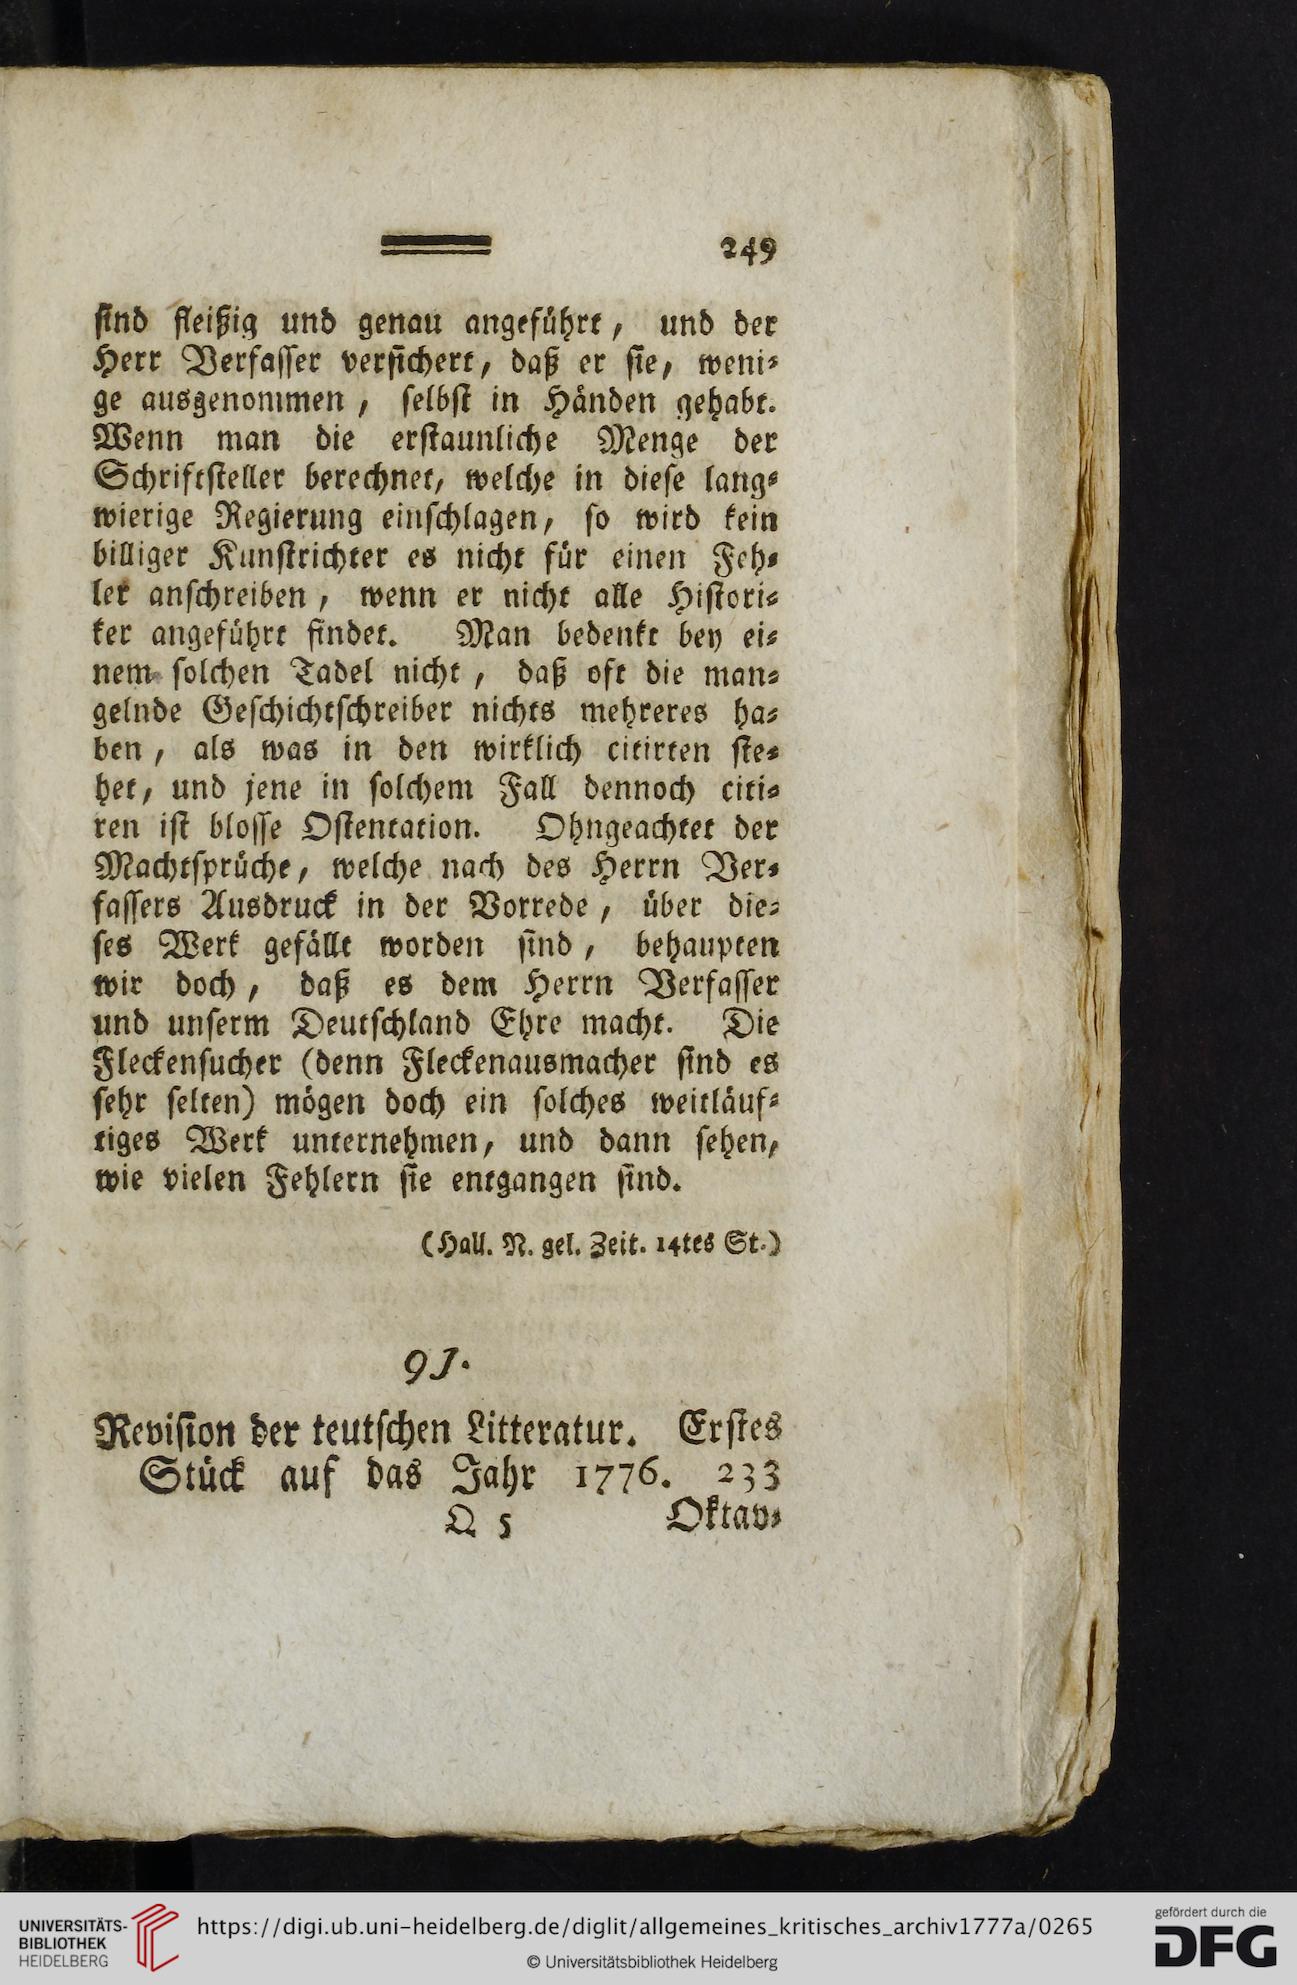 249
sind fleißig und genau angeführt, und der
Herr Verfasser versichert, daß er sie, weni-
ge ausgenommen, selbst in Händen gehabt.
Wenn man die erstaunliche Menge der
Schriftsteller berechnet, welche in diese lang-
wierige Regierung einschlagen, so wird kein
billiger Kunstrichter es nicht für einen Feh-
ler anschreiben, wenn er nicht alle Histori-
ker angeführt findet. Man bedenkt bey ei-
nem solchen Tadel nicht, daß oft die man-
gelnde Geschichtschreiber nichts mehreres ha-
ben, als was in den wirklich citirten ste-
het, und jene in solchem Fall dennoch citi-
ren ist blosse Ostentation. Ohngeachtet der
Machtsprüche, welche nach des Herrn Ver-
fassers Ausdruck in der Vorrede, über die-
ses Werk gefällt worden sind, behaupten
wir doch, daß es dem Herrn Verfasser
und unserm Deutschland Ehre macht. Die
Fleckensucher (denn Fleckenausmacher sind es
sehr selten) mögen doch ein solches weitläuf-
tiges Werk unternehmen, und dann sehen,
wie vielen Fehlern sie entgangen sind.
(Hall. N. gel. Zeit. 14tes St.)
91.
Revision der teutschen Litteratur. Erstes
Stück auf das Jahr 1776. 233
Q 5 Oktav-
UNIVERSITÄTS-
BIBLIOTHEK
HEIDELBERG
https://digi.ub.uni-heidelberg.de/diglit/allgemeines_kritisches_archiv1777a/0265
© Universitätsbibliothek Heidelberg
gefördert durch die
DFG